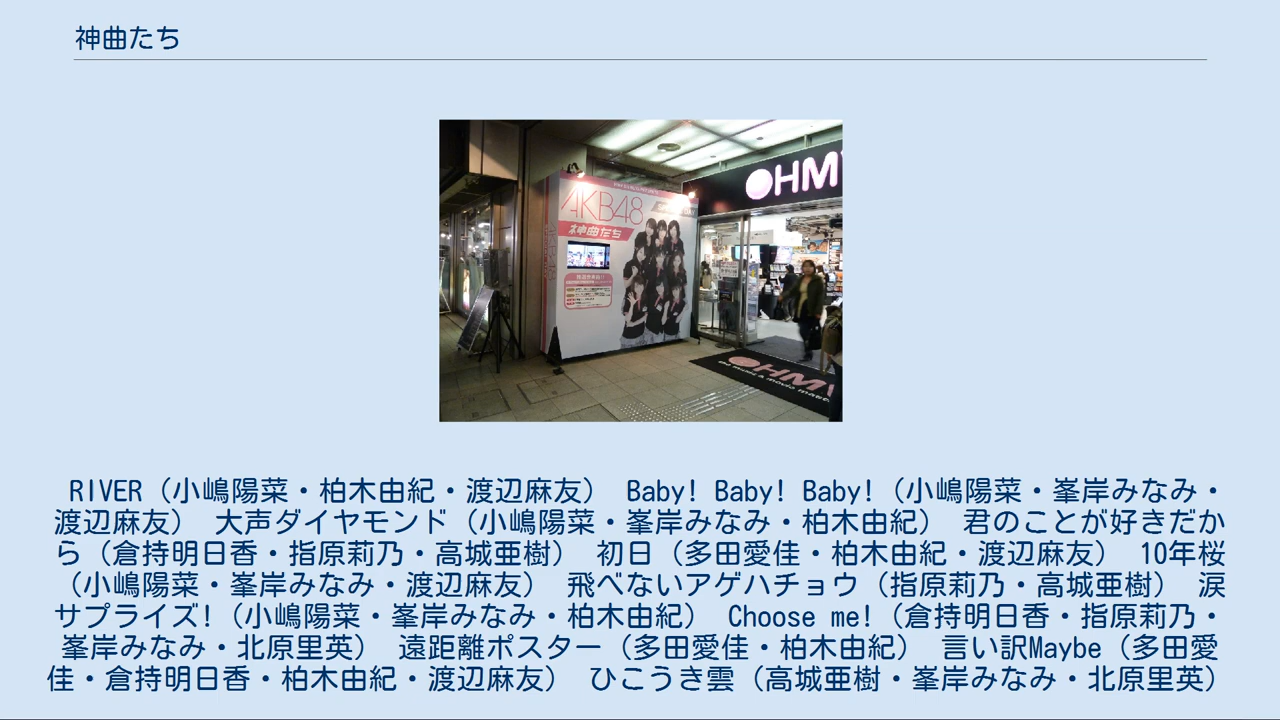 神曲たち
AKB48
神曲たち
HMV
HMV
RIVER（小嶋陽菜・柏木由紀・渡辺麻友） Baby! Baby! Baby!（小嶋陽菜・峯岸みなみ・
渡辺麻友） 大声ダイヤモンド（小嶋陽菜・峯岸みなみ・柏木由紀） 君のことが好きだか
ら（倉持明日香・指原莉乃・高城亜樹） 初日（多田愛佳・柏木由紀・渡辺麻友） 10年桜
（小嶋陽菜・峯岸みなみ・渡辺麻友） 飛べないアゲハチョウ（指原莉乃・高城亜樹） 涙
サプライズ!（小嶋陽菜・峯岸みなみ・柏木由紀） Choose me!（倉持明日香・指原莉乃・
峯岸みなみ・北原里英） 遠距離ポスター（多田愛佳・柏木由紀） 言い訳Maybe（多田愛
佳・倉持明日香・柏木由紀・渡辺麻友） ひこうき雲（高城亜樹・峯岸みなみ・北原里英）